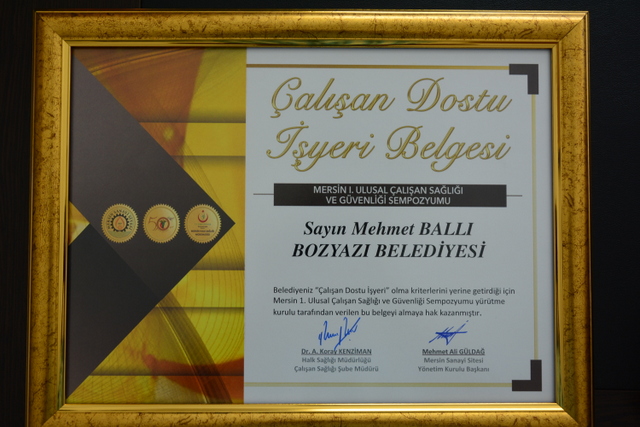 Çalışan Dostu
İşyeri Belgesi
MERSİN I. ULUSAL ÇALIŞAN SAĞLIĞI
VE GÜVENLİĞİ SEMPOZYUMU
Sayın Mehmet BALLI
BOZYAZI BELEDİYESİ
Belediyeniz "Çalışan Dostu İşyeri" olma kriterlerini yerine getirdiği için
Mersin 1. Ulusal Çalışan Sağlığı ve Güvenliği Sempozyumu yürütme
kurulu tarafından verilen bu belgeyi almaya hak kazanmıştır.
Dr. A. Koray KENZİMAN
Halk Sağlığı Müdürlüğü
Çalışan Sağlığı Şube Müdürü
Mehmet Ali GÜLDAĞ
Mersin Sanayi Sitesi
Yönetim Kurulu Başkanı